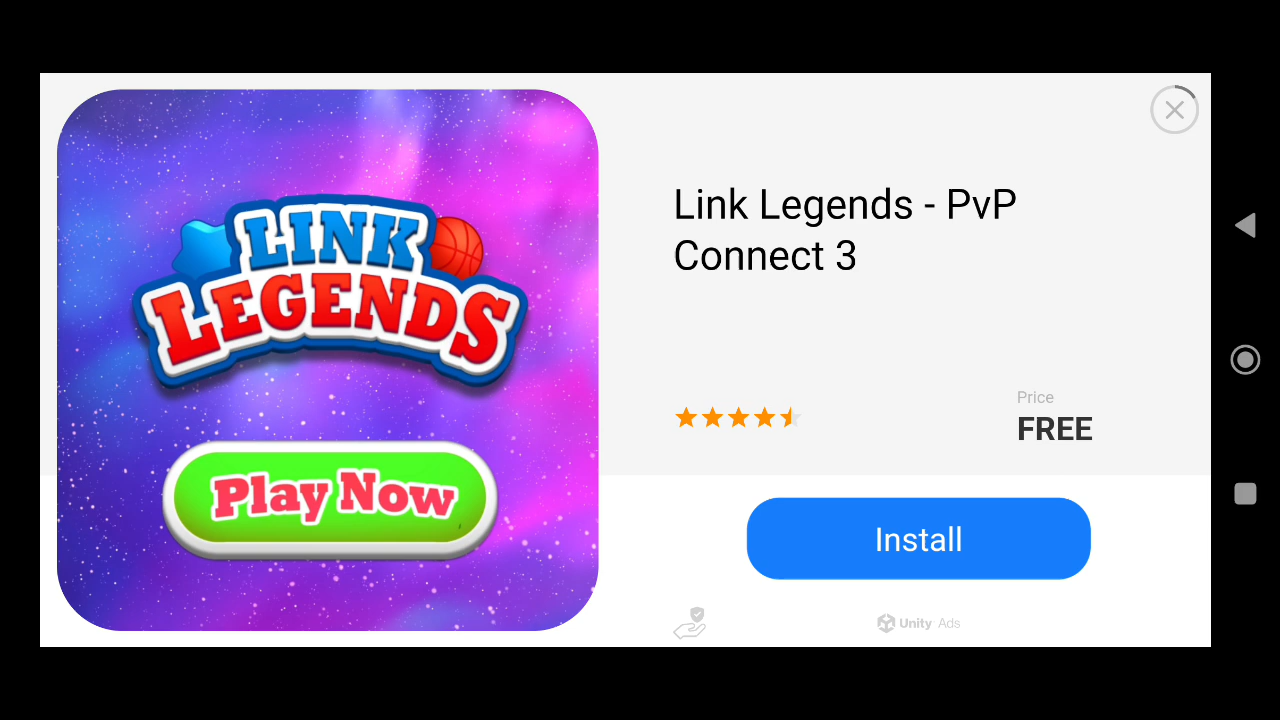 LINK
LEGENDS
Play Now
Link Legends - PvP
Connect 3
Price
FREE
Install
Unity Ads